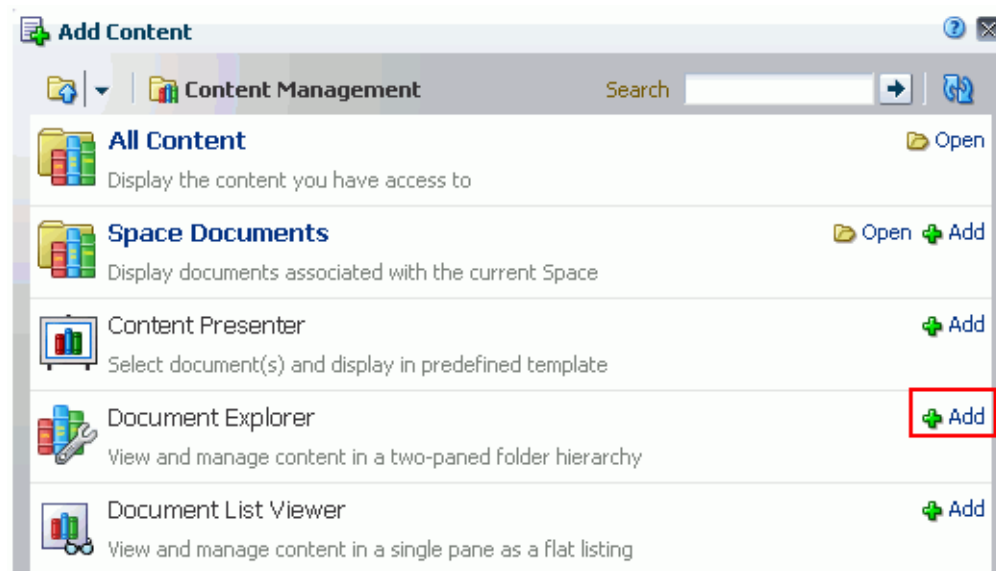 Add Content
Content Management Search
All Content Open
Display the content you have access to
Space Documents Open Add
Display documents associated with the current Space
Content Presenter Add
Select document(s) and display in predefined template
Document Explorer Add
View and manage content in a two-paned folder hierarchy
Document List Viewer Add
View and manage content in a single pane as a flat listing